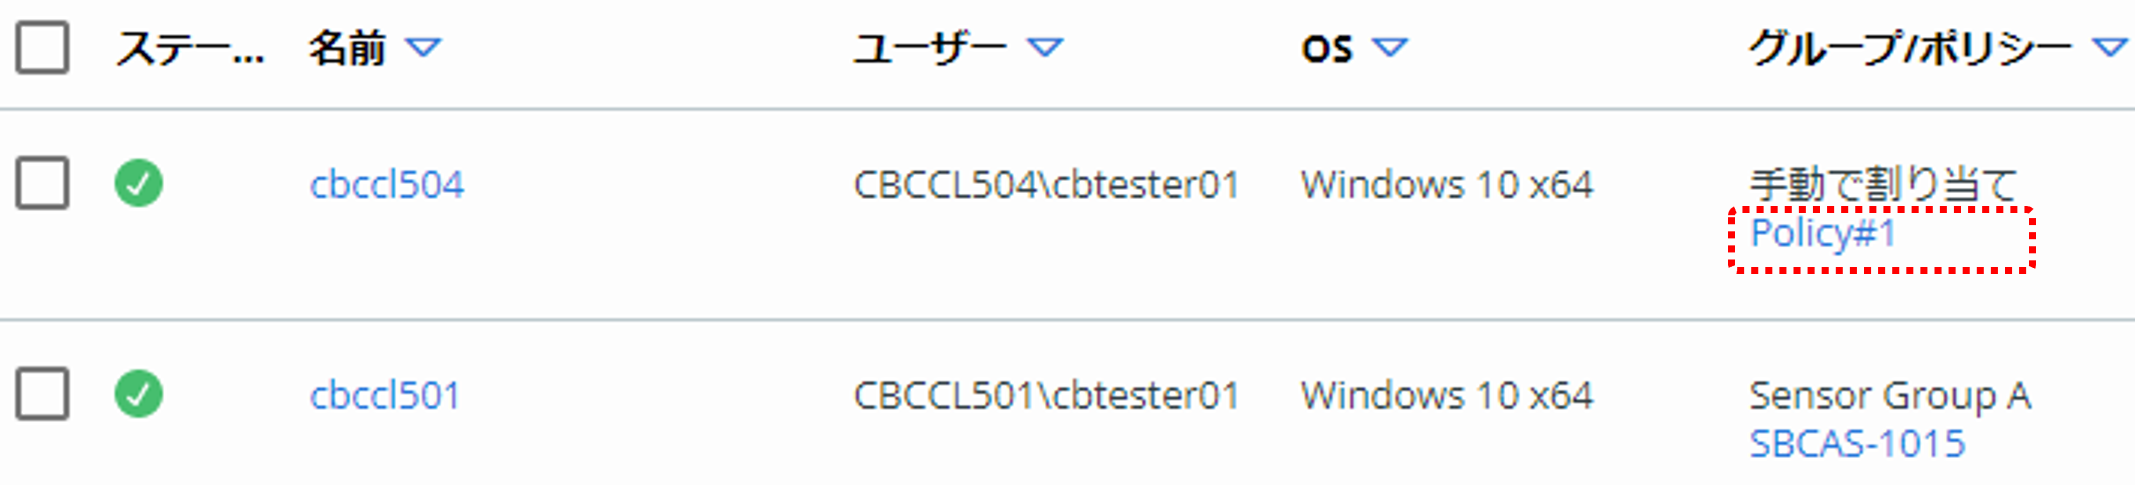 ステー... 名前 ユーザー OS グループ/ポリシー
cbccl504 CBCCL504\cbtester01 Windows 10 x64 手動で割り当て
Policy#1
cbccl501 CBCCL501\cbtester01 Windows 10 x64 Sensor Group A
SBCAS-1015